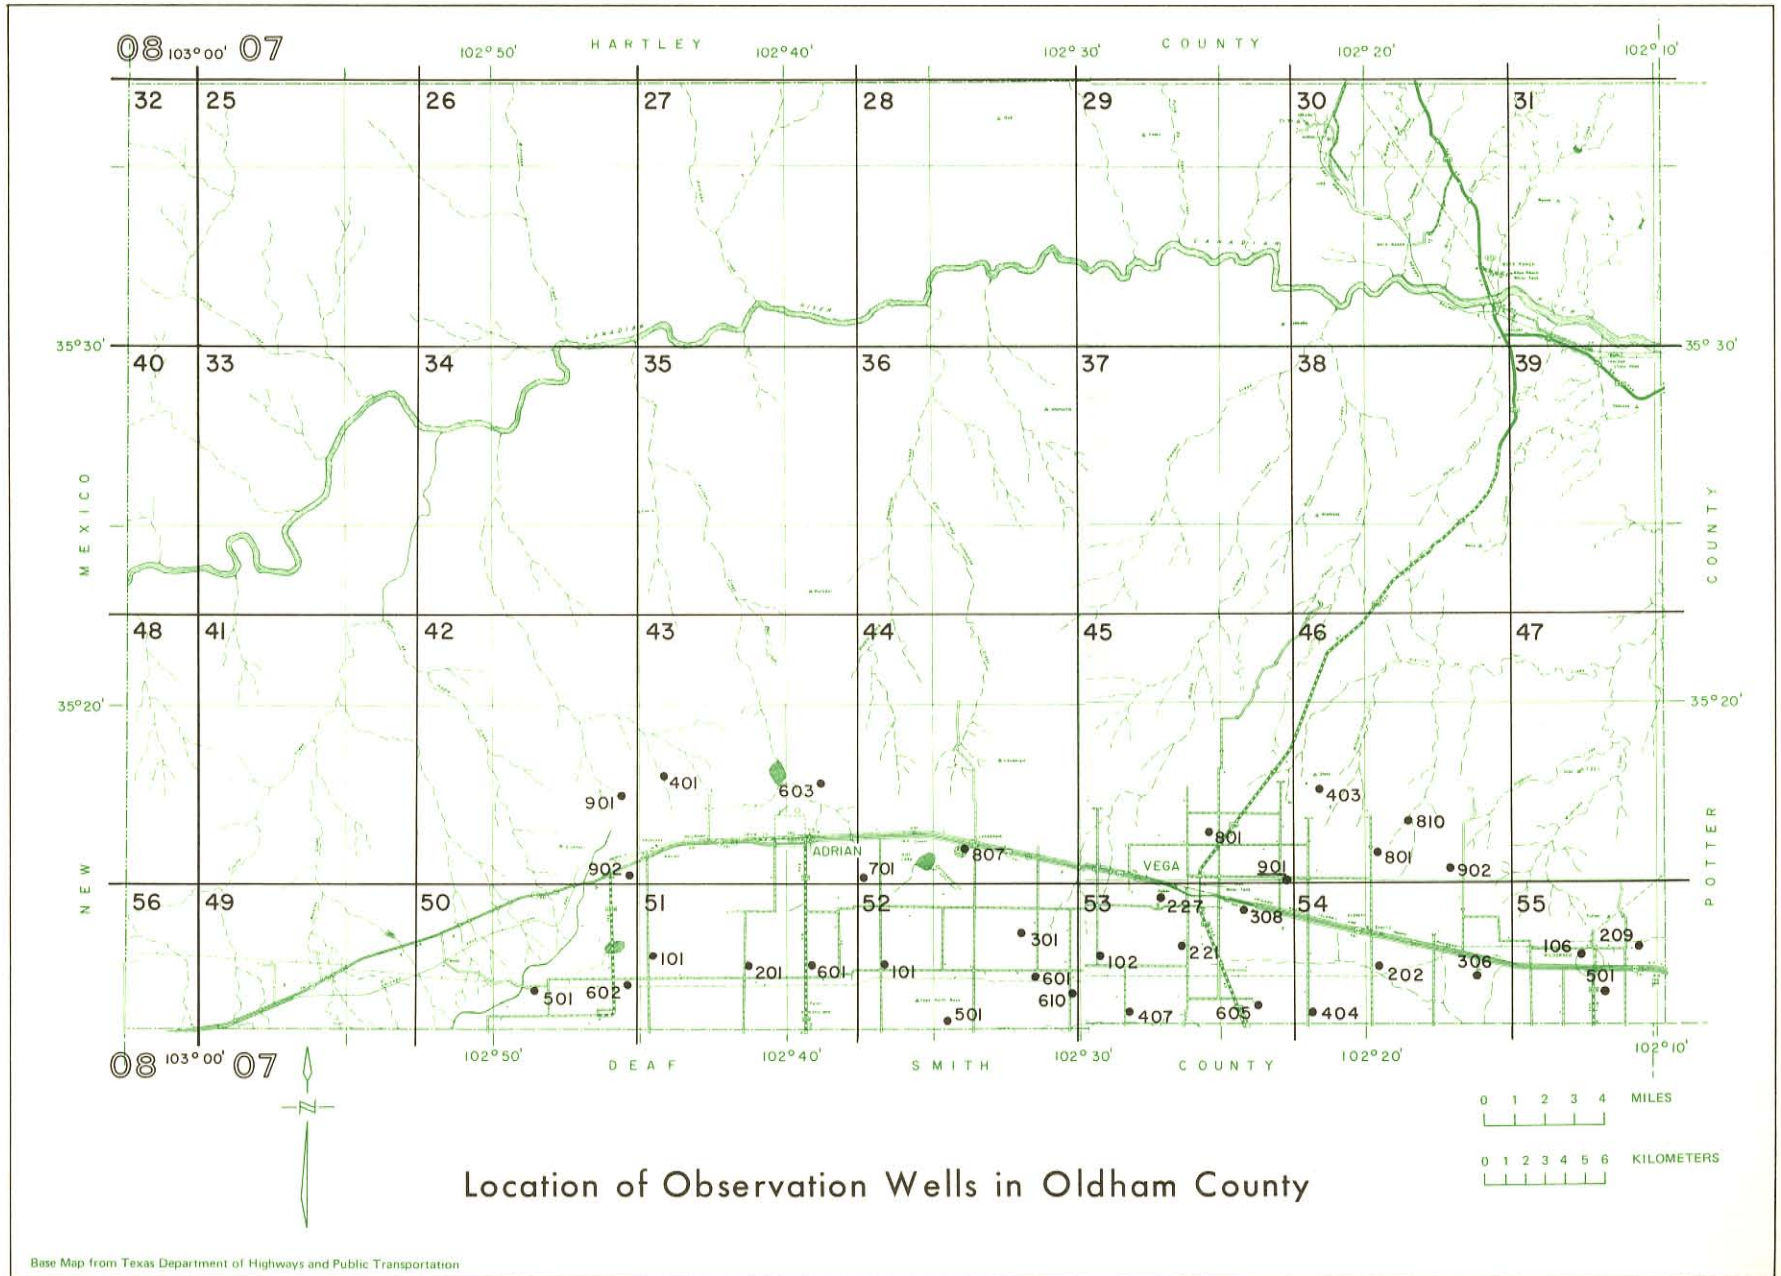 08 103°00' 07 102°50' HARTLEY 102°40' 102°30' COUNTY 102°20' 102°10'
32 25 26 27 28 29 30 31
CANADIAN
CANADIAN RIVER
35°30' 35°30'
40 33 34 35 36 37 38 39
MEXICO
COUNTY
48 41 42 43 44 45 46 47
35°20' 35°20'
401
901 603 403
810
801
ADRIAN 807 VEGA 801
902 701 901 902
NEW
POTTER
56 49 50 51 52 53 54 55
227 308
301 221 106 209
101 201 601 101 601 102 202 306 501
501 602 610
501 407 605 404
08 103°00' 07 102°50' DEAF 102°40' SMITH 102°30' COUNTY 102°20' 102°10'
0 1 2 3 4 MILES
N
0 1 2 3 4 5 6 KILOMETERS
Location of Observation Wells in Oldham County
Base Map from Texas Department of Highways and Public Transportation